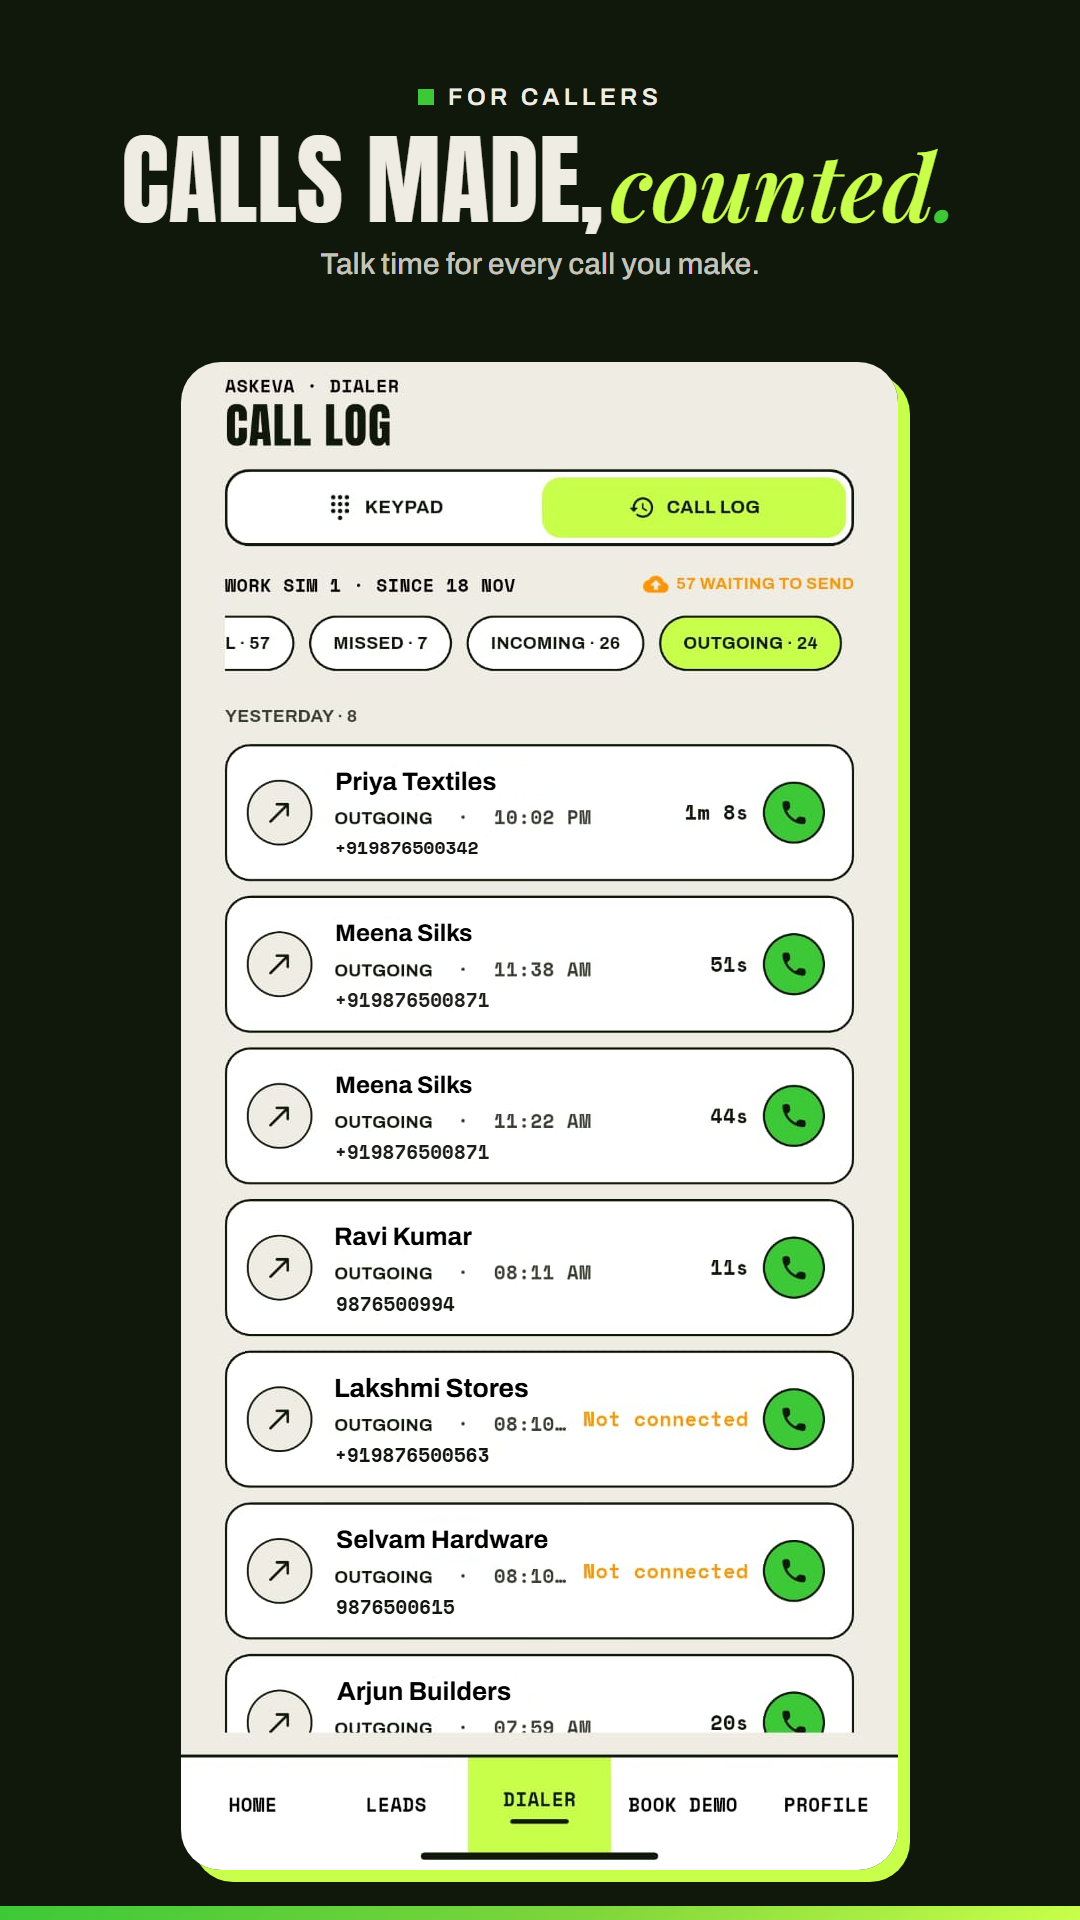 FOR CALLERS
CALLS MADE, counted.
Talk time for every call you make.
ASKEVA · DIALER
CALL LOG
KEYPAD
CALL LOG
WORK SIM 1 · SINCE 18 NOV
57 WAITING TO SEND
L · 57
MISSED · 7
INCOMING · 26
OUTGOING · 24
YESTERDAY · 8
Priya Textiles
OUTGOING · 10:02 PM
1m 8s
+919876500342
Meena Silks
OUTGOING · 11:38 AM
51s
+919876500871
Meena Silks
OUTGOING · 11:22 AM
44s
+919876500871
Ravi Kumar
OUTGOING · 08:11 AM
11s
9876500994
Lakshmi Stores
OUTGOING · 08:10…
Not connected
+919876500563
Selvam Hardware
OUTGOING · 08:10…
Not connected
9876500615
Arjun Builders
OUTGOING · 07:59 AM
20s
HOME
LEADS
DIALER
BOOK DEMO
PROFILE